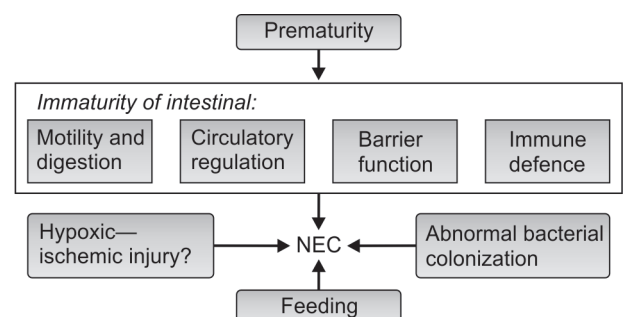 Prematurity
Immaturity of intestinal:
Motility and
digestion
Circulatory
regulation
Barrier
function
Immune
defence
Hypoxic—
ischemic injury?
NEC
Abnormal bacterial
colonization
Feeding